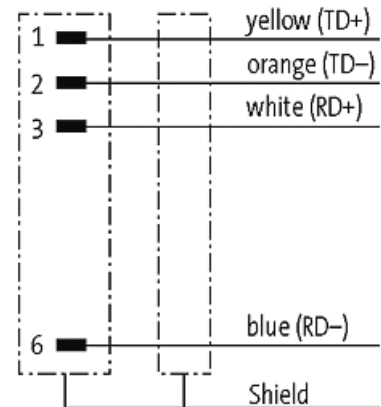 1 yellow (TD+)
2 orange (TD–)
3 white (RD+)
6 blue (RD–)
Shield